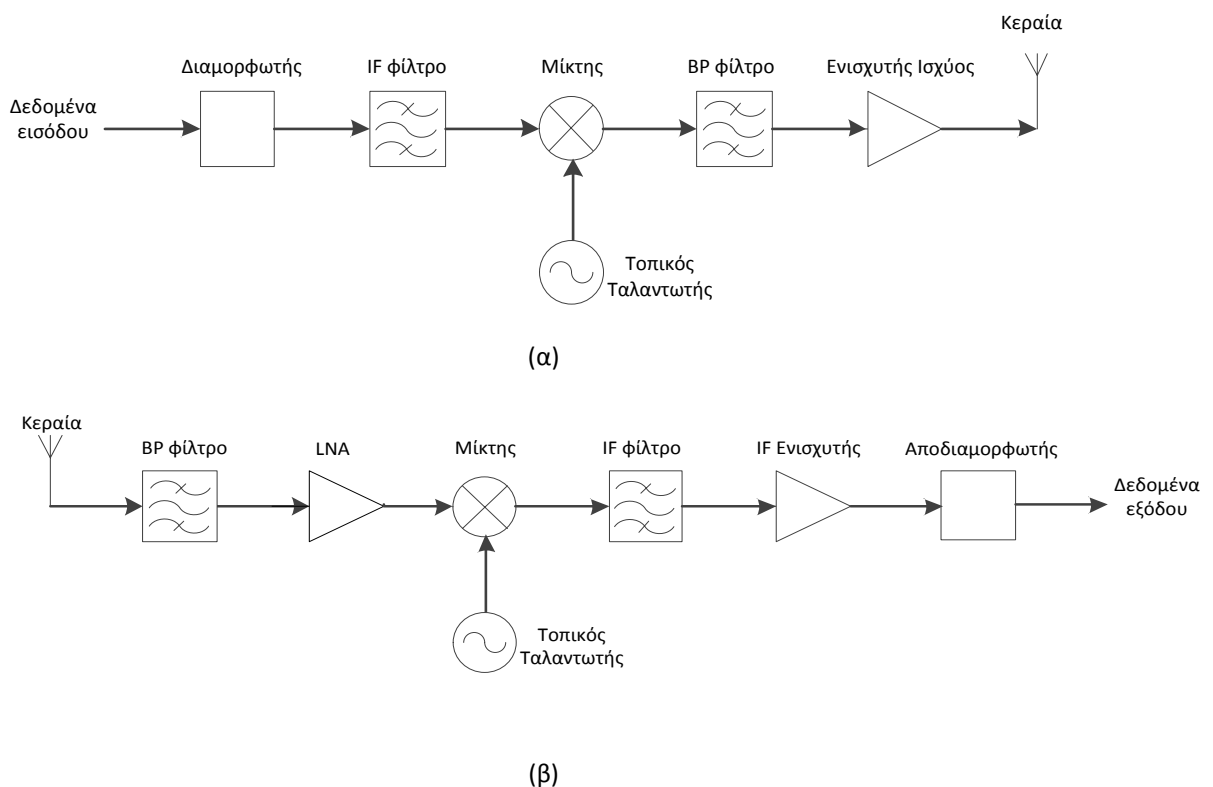 Κεραία
Διαμορφωτής
IF φίλτρο
Μίκτης
BP φίλτρο
Ενισχυτής Ισχύος
Δεδομένα
εισόδου
Τοπικός
Ταλαντωτής
(α)
Κεραία
BP φίλτρο
LNA
Μίκτης
IF φίλτρο
IF Ενισχυτής
Αποδιαμορφωτής
Δεδομένα
εξόδου
Τοπικός
Ταλαντωτής
(β)